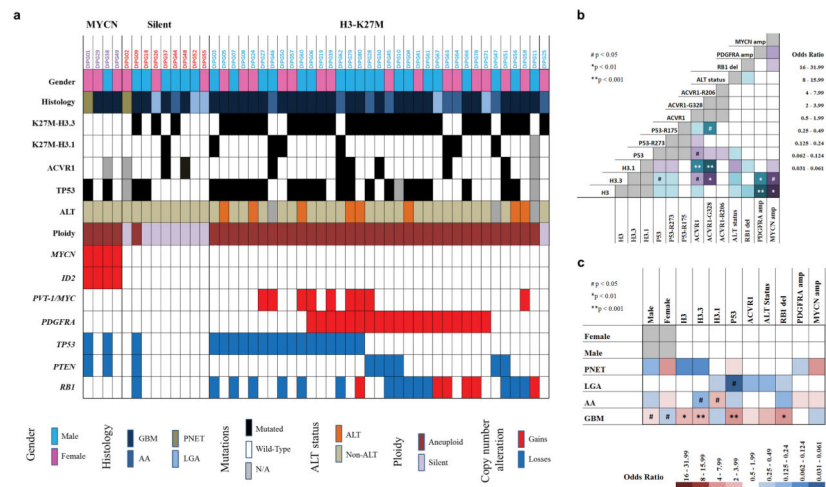 a
MYCN Silent H3-K27M
Gender
Histology
K27M-H3.3
K27M-H3.1
ACVR1
TP53
ALT
Ploidy
MYCN
ID2
PVT-1/MYC
PDGFRA
TP53
PTEN
RB1
Gender
Male
Female
Histology
GBM
AA
PNET
LGA
Mutations
Mutated
Wild-Type
N/A
ALT status
ALT
Non-ALT
Ploidy
Aneuploid
Silent
Copy number alteration
Gains
Losses
b
# p < 0.05
*p < 0.01
**p < 0.001
MYCN amp
PDGFRA amp
RB1 del
ALT status
ACVR1-R206
ACVR1-G328
ACVR1
P53-R175
P53-R273
P53
H3.1
H3.3
H3
#
#
** **
# # * * #
** *
H3
H3.3
H3.1
P53
P53-R273
P53-R175
ACVR1
ACVR1-G328
ACVR1-R206
ALT status
RB1 del
PDGFRA amp
MYCN amp
Odds Ratio
16 - 31.99
8 - 15.99
4 - 7.99
2 - 3.99
0.5 - 1.99
0.25 - 0.49
0.125 - 0.24
0.062 - 0.124
0.031 - 0.061
c
# p < 0.05
*p < 0.01
**p < 0.001
Male
Female
H3
H3.3
H3.1
P53
ACVR1
ALT Status
RB1 del
PDGFRA amp
MYCN amp
Female
Male
PNET
LGA #
AA # #
GBM # # * ** ** *
Odds Ratio
16 - 31.99
8 - 15.99
4 - 7.99
2 - 3.99
0.5 - 1.99
0.25 - 0.49
0.125 - 0.24
0.062 - 0.124
0.031 - 0.061